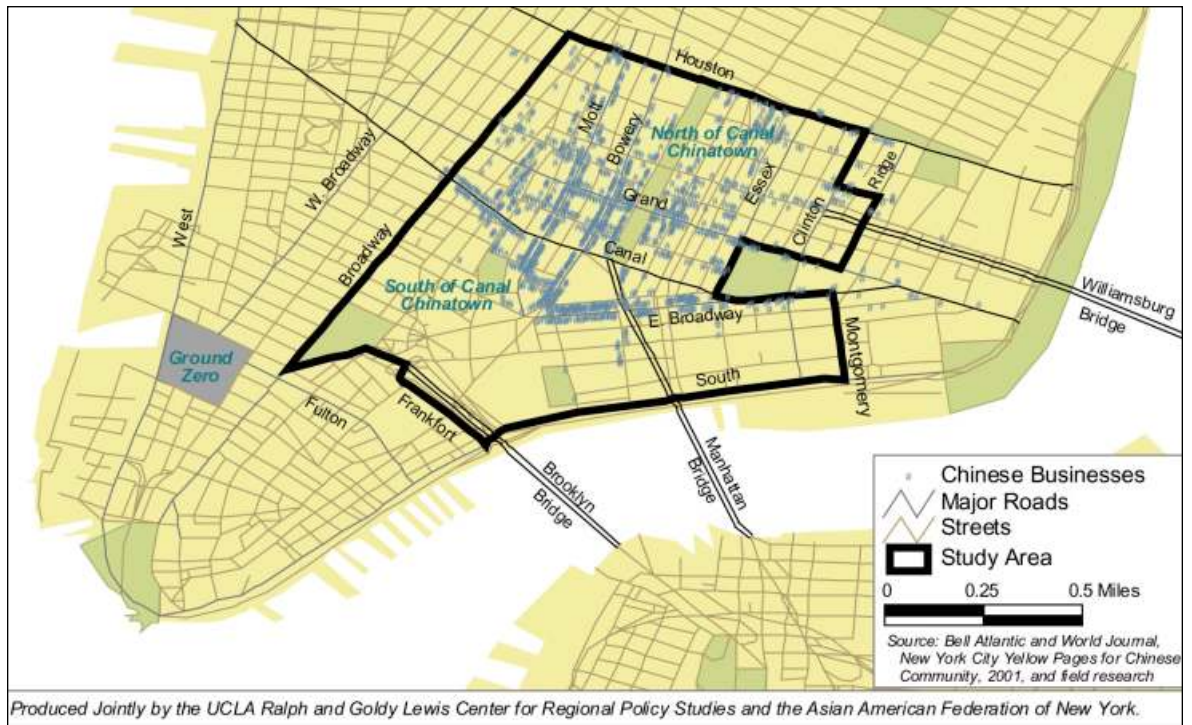 Houston
Mott
Bowery
North of Canal
Chinatown
W. Broadway
Essex
Ridge
West
Grand
Clinton
Broadway
Canal
South of Canal
Chinatown
Williamsburg
Bridge
E. Broadway
Montgomery
Ground
Zero
South
Fulton
Frankfort
Manhattan
Bridge
Brooklyn
Bridge
Chinese Businesses
Major Roads
Streets
Study Area
0 0.25 0.5 Miles
Source: Bell Atlantic and World Journal,
New York City Yellow Pages for Chinese
Community, 2001, and field research
Produced Jointly by the UCLA Ralph and Goldy Lewis Center for Regional Policy Studies and the Asian American Federation of New York.